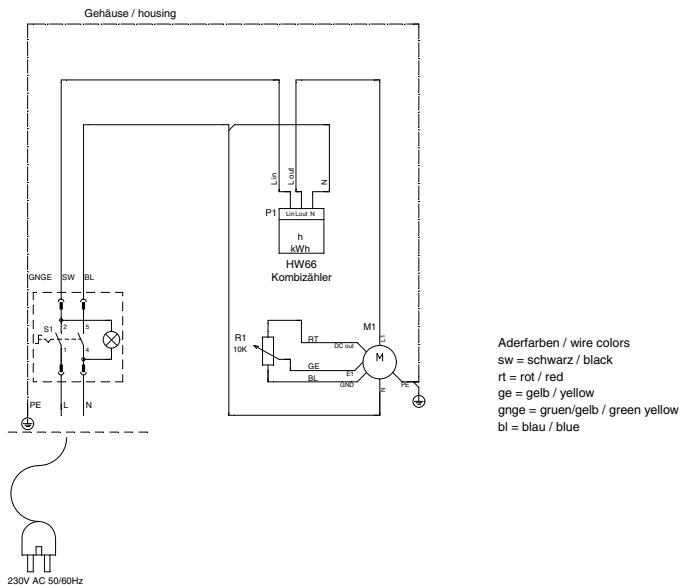 Gehäuse / housing
Lin
Lout
N
P1
Lin Lout N
h
kWh
HW66
Kombizähler
GNGE SW BL
S1
2
5
1
4
PE L N
R1
10K
RT
DC out
GE
E1
BL
GND
M1
L1
M
N
PE
Aderfarben / wire colors
sw = schwarz / black
rt = rot / red
ge = gelb / yellow
gnge = gruen/gelb / green yellow
bl = blau / blue
230V AC 50/60Hz